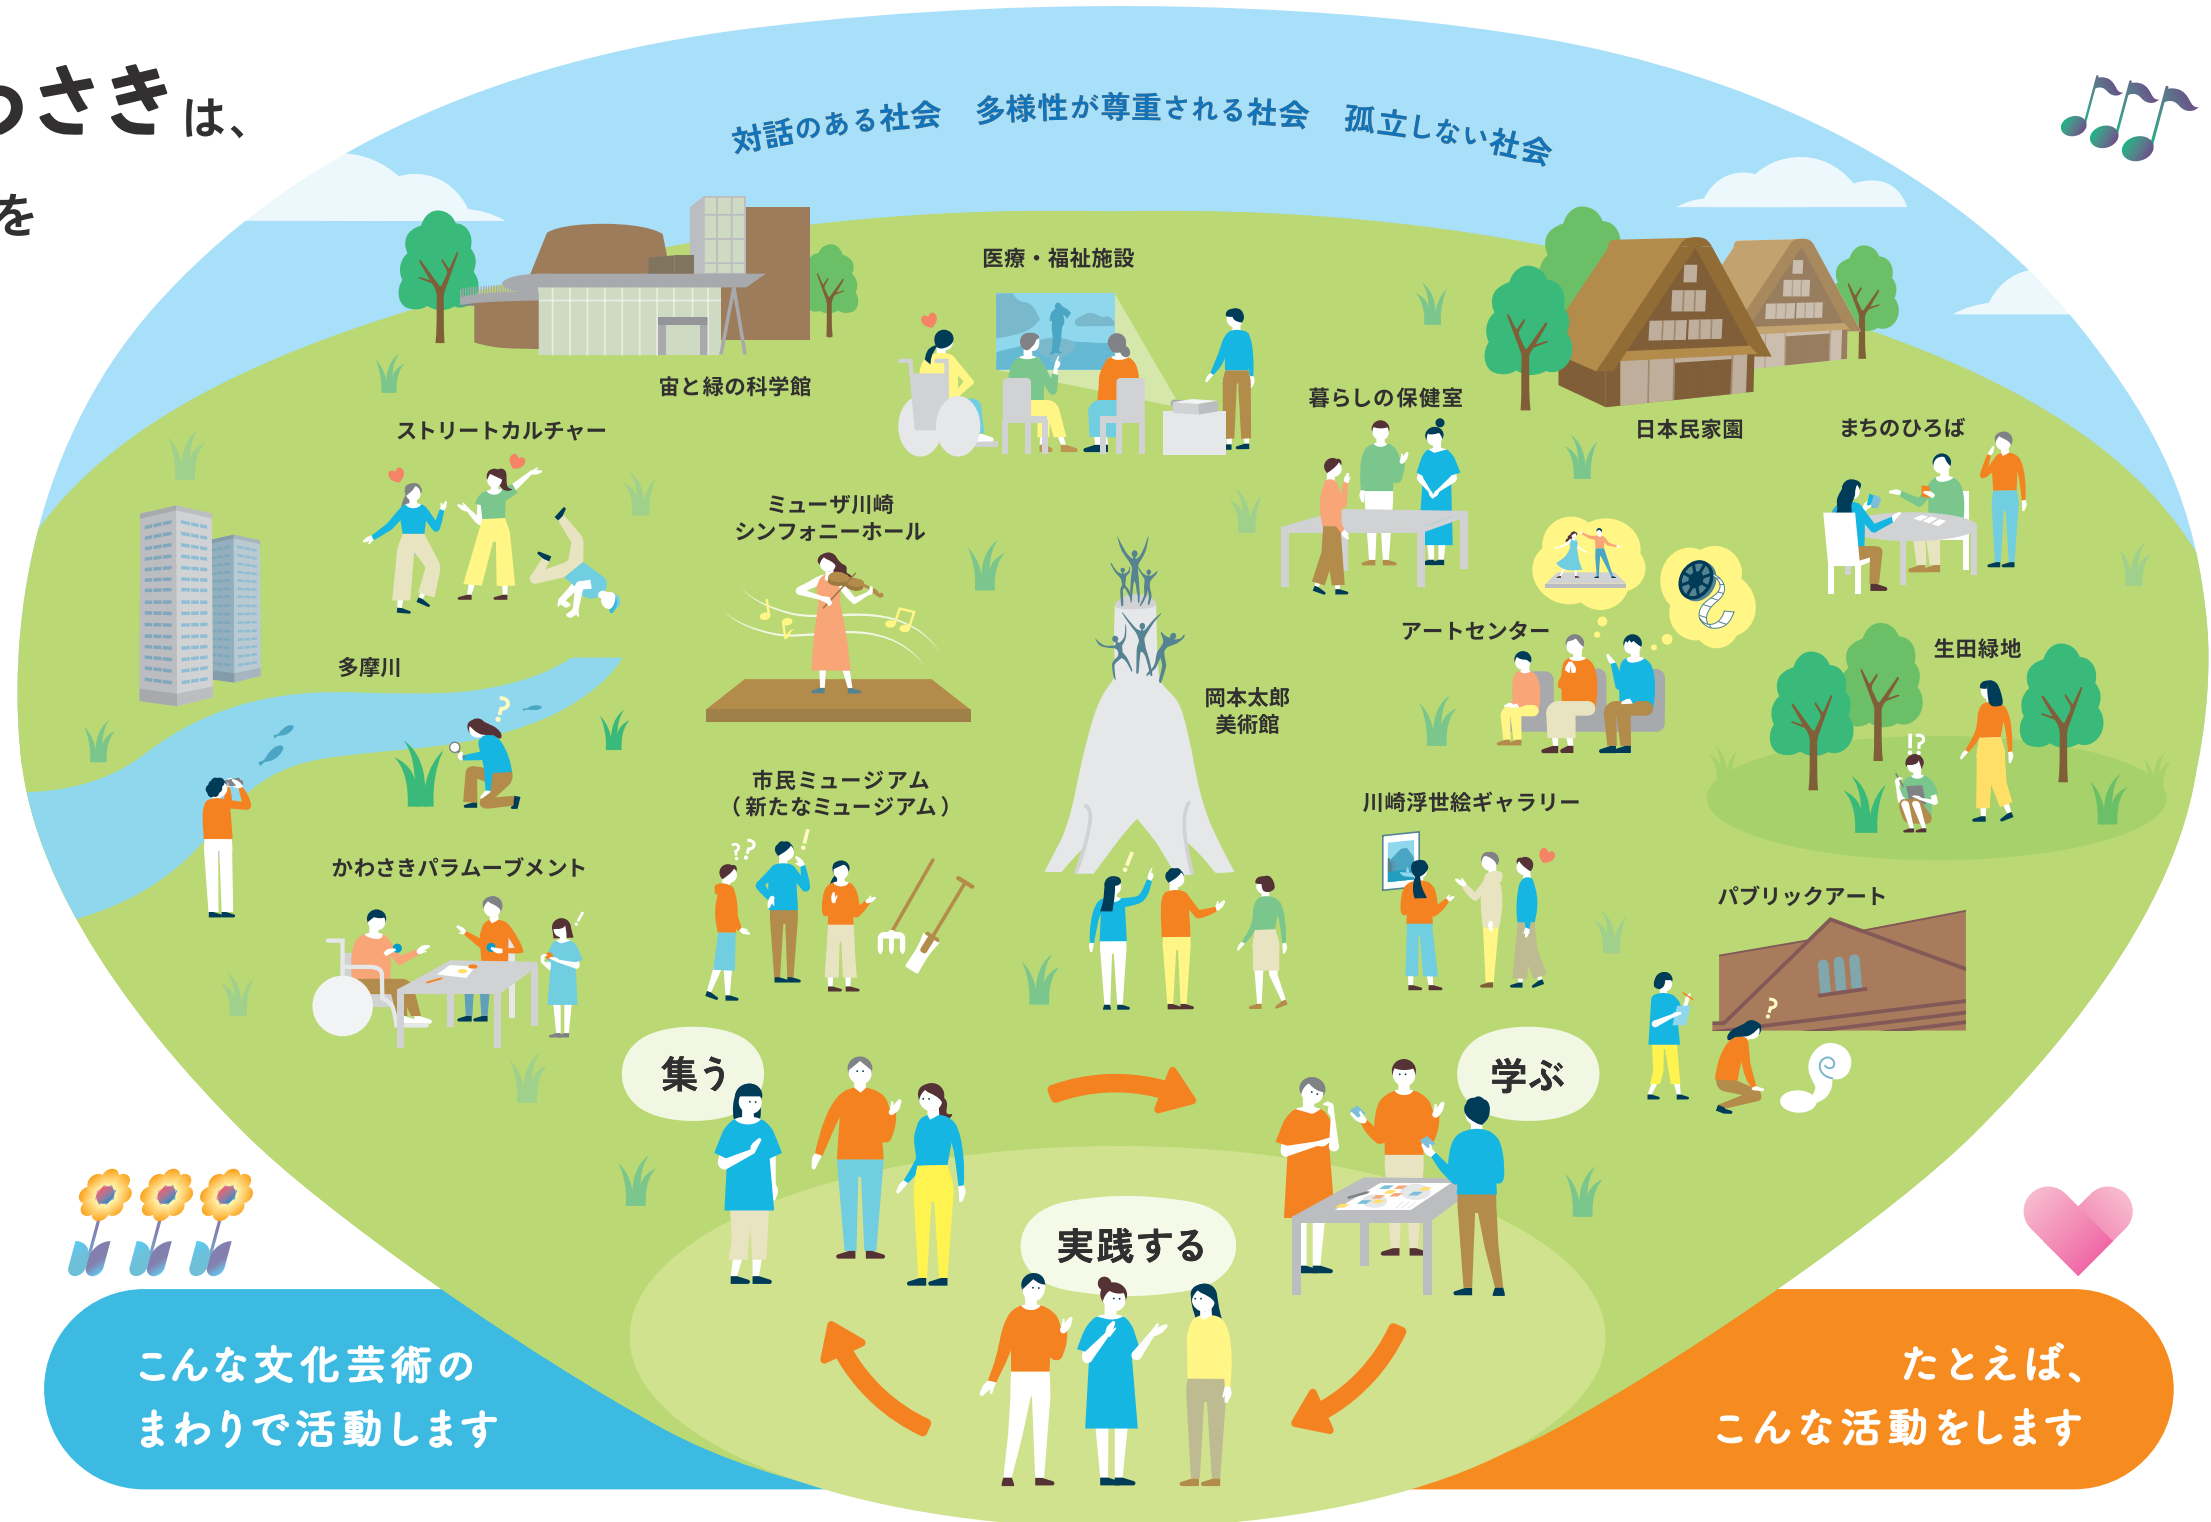 わさきは、
を
対話のある社会　多様性が尊重される社会　孤立しない社会
医療・福祉施設
宙と緑の科学館
暮らしの保健室
日本民家園
まちのひろば
ストリートカルチャー
ミューザ川崎
シンフォニーホール
アートセンター
生田緑地
多摩川
岡本太郎
美術館
市民ミュージアム
（新たなミュージアム）
川崎浮世絵ギャラリー
かわさきパラムーブメント
パブリックアート
集う
学ぶ
実践する
こんな文化芸術の
まわりで活動します
たとえば、
こんな活動をします